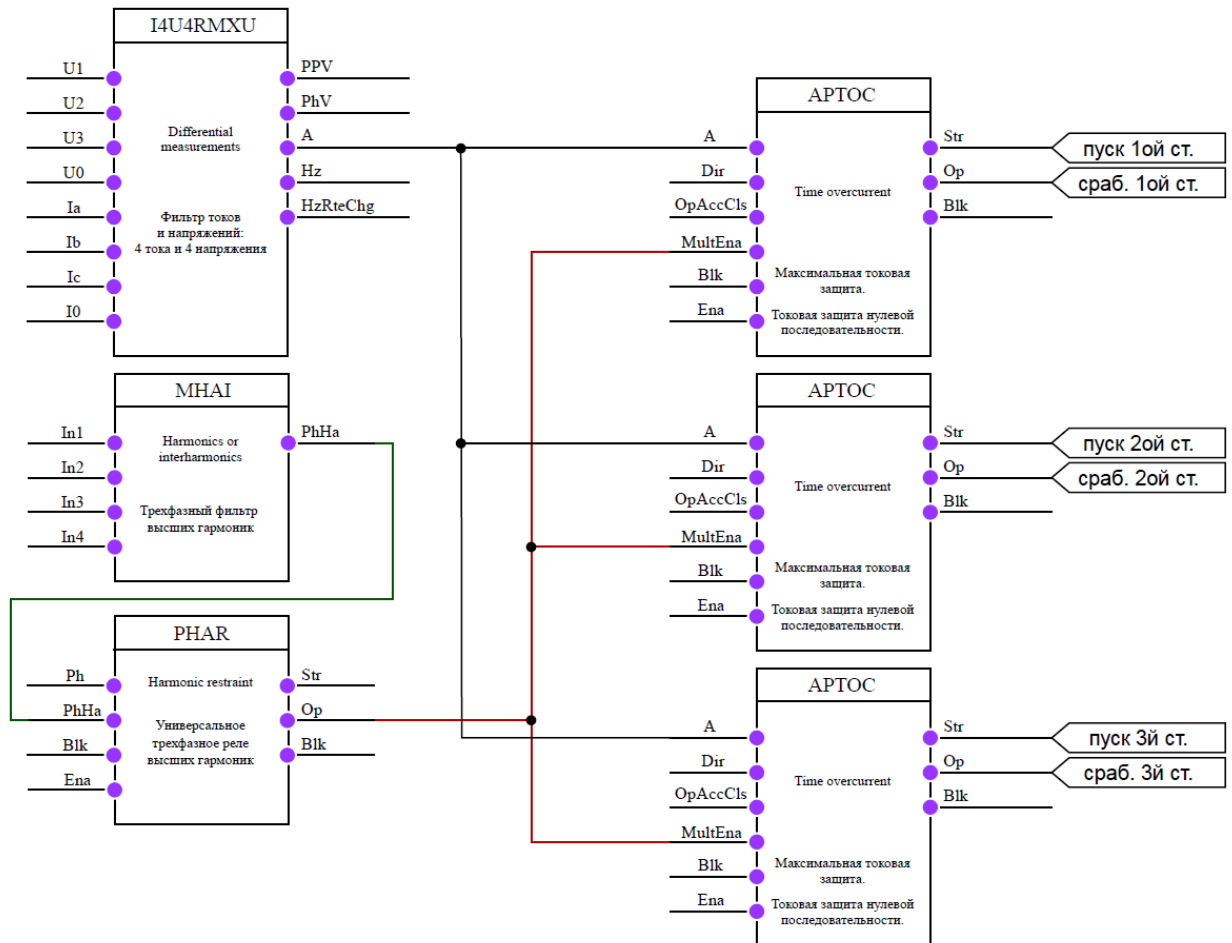 I4U4RMXU
U1
U2
U3
U0
Ia
Ib
Ic
I0
Differential
measurements
Фильтр токов
и напряжений:
4 тока и 4 напряжения
PPV
PhV
A
Hz
HzRteChg
MHAI
In1
In2
In3
In4
Harmonics or
interharmonics
Трехфазный фильтр
высших гармоник
PhHa
PHAR
Ph
PhHa
Blk
Ena
Harmonic restraint
Универсальное
трехфазное реле
высших гармоник
Str
Op
Blk
APTOC
A
Dir
OpAccCls
MultEna
Blk
Ena
Time overcurrent
Максимальная токовая
защита.
Токовая защита нулевой
последовательности.
Str
Op
Blk
пуск 1ой ст.
сраб. 1ой ст.
APTOC
A
Dir
OpAccCls
MultEna
Blk
Ena
Time overcurrent
Максимальная токовая
защита.
Токовая защита нулевой
последовательности.
Str
Op
Blk
пуск 2ой ст.
сраб. 2ой ст.
APTOC
A
Dir
OpAccCls
MultEna
Blk
Ena
Time overcurrent
Максимальная токовая
защита.
Токовая защита нулевой
последовательности.
Str
Op
Blk
пуск 3й ст.
сраб. 3й ст.